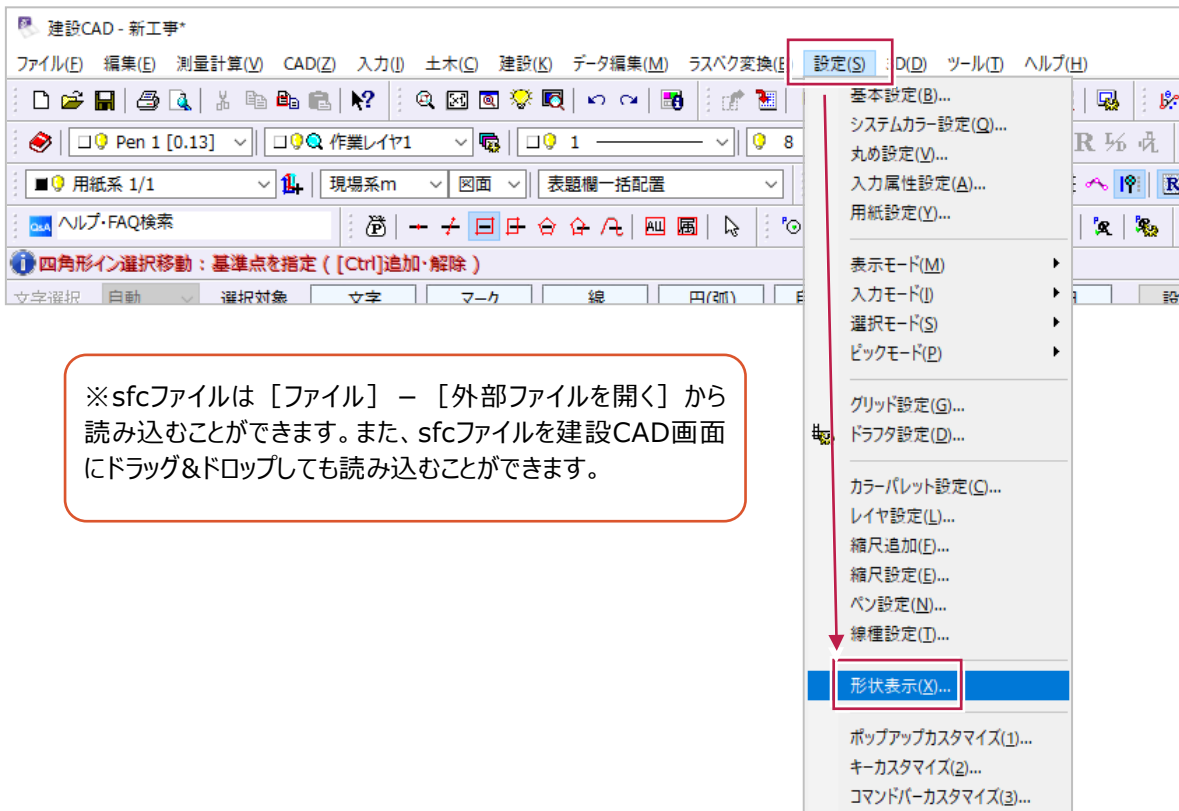 建設CAD - 新工事*
ファイル(F) 編集(E) 測量計算(V) CAD(Z) 入力(I) 土木(C) 建設(K) データ編集(M) ラスベク変換( 設定(S) D(D) ツール(T) ヘルプ(H)
Pen 1 [0.13] 作業レイヤ1 1 8
用紙系 1/1 現場系m 図面 表題欄一括配置
Q&A ヘルプ・FAQ検索 ALL 属
四角形イン選択移動：基準点を指定 ( [Ctrl]追加・解除 )
文字選択 自動 選択対象 文字 マーク 線 円(弧)
基本設定(B)...
システムカラー設定(Q)...
丸め設定(V)...
入力属性設定(A)...
用紙設定(Y)...
表示モード(M)
入力モード(I)
選択モード(S)
ピックモード(P)
グリッド設定(G)...
ドラフタ設定(D)...
カラーパレット設定(C)...
レイヤ設定(L)...
縮尺追加(F)...
縮尺設定(E)...
ペン設定(N)...
線種設定(T)...
形状表示(X)...
ポップアップカスタマイズ(1)...
キーカスタマイズ(2)...
コマンドバーカスタマイズ(3)...
※sfcファイルは［ファイル］－［外部ファイルを開く］から
読み込むことができます。また、sfcファイルを建設CAD画面
にドラッグ&ドロップしても読み込むことができます。